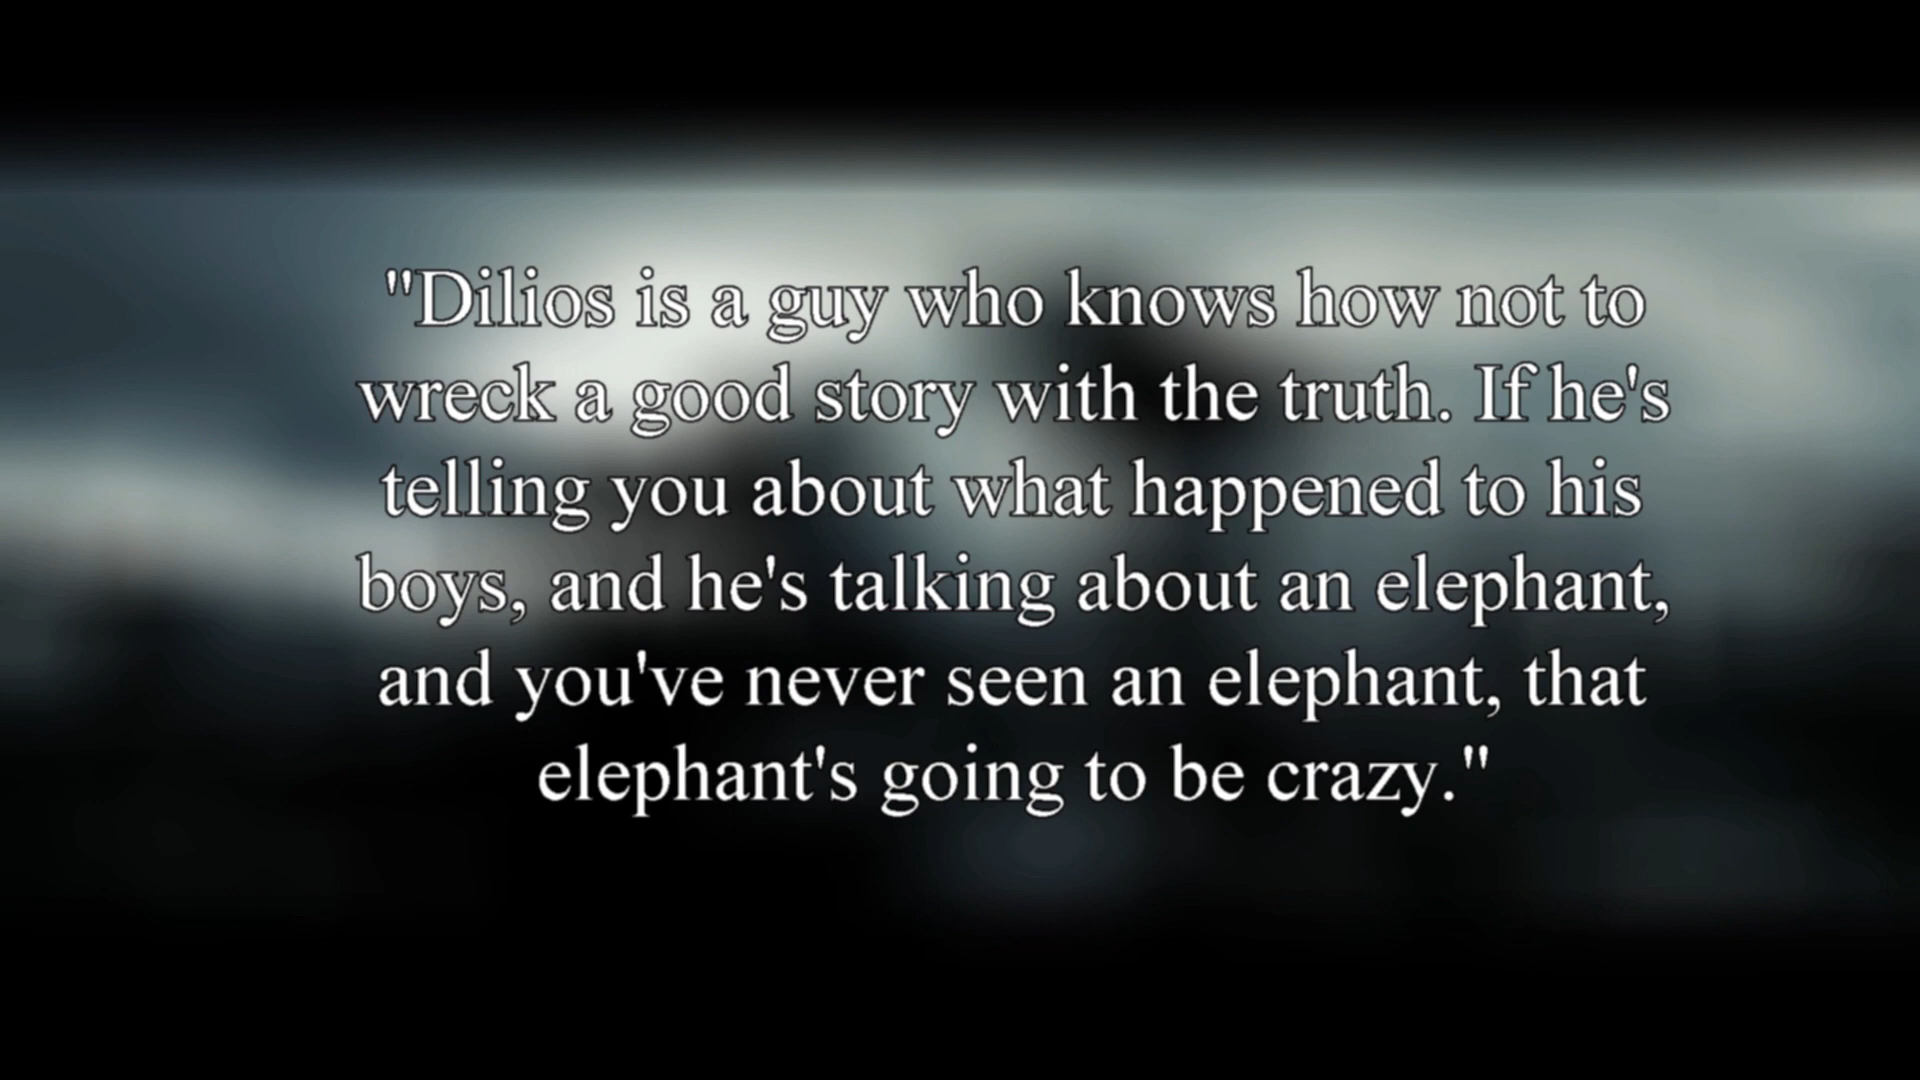 "Dilios is a guy who knows how not to
wreck a good story with the truth. If he's
telling you about what happened to his
boys, and he's talking about an elephant,
and you've never seen an elephant, that
elephant's going to be crazy."